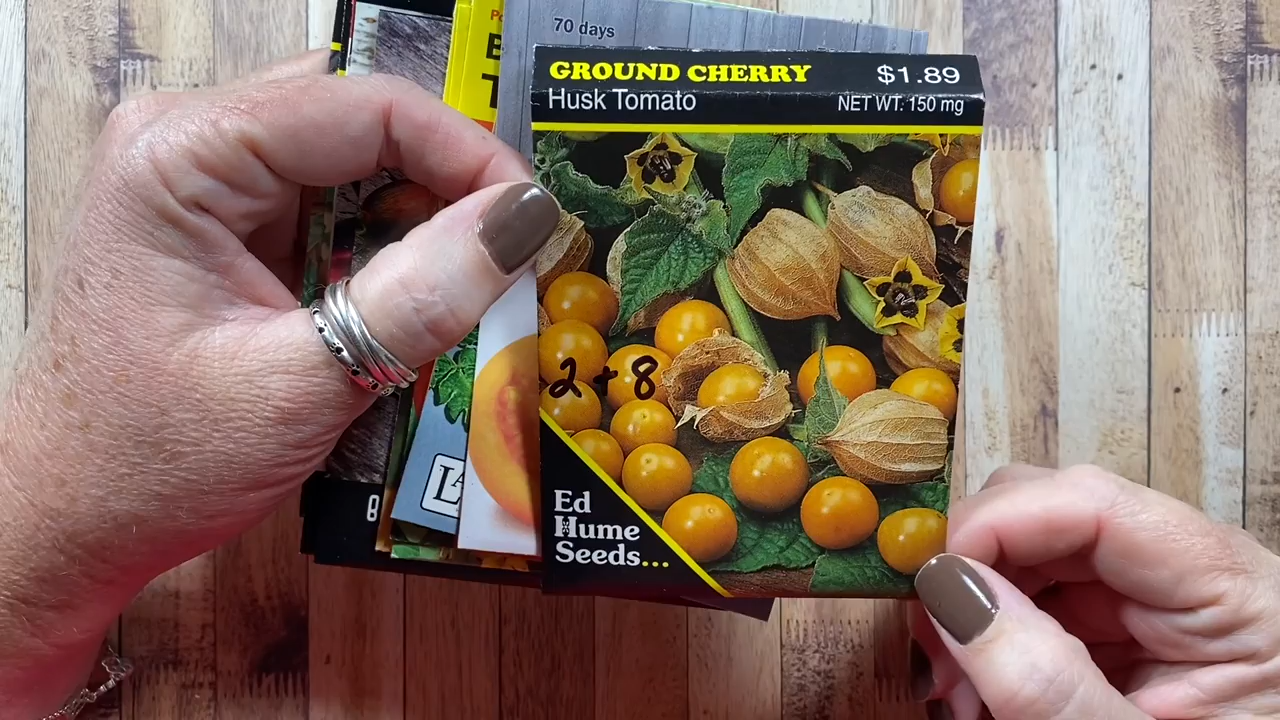 70 days
GROUND CHERRY
$1.89
Husk Tomato
NET WT. 150 mg
2 + 8
Ed
Hume
Seeds...